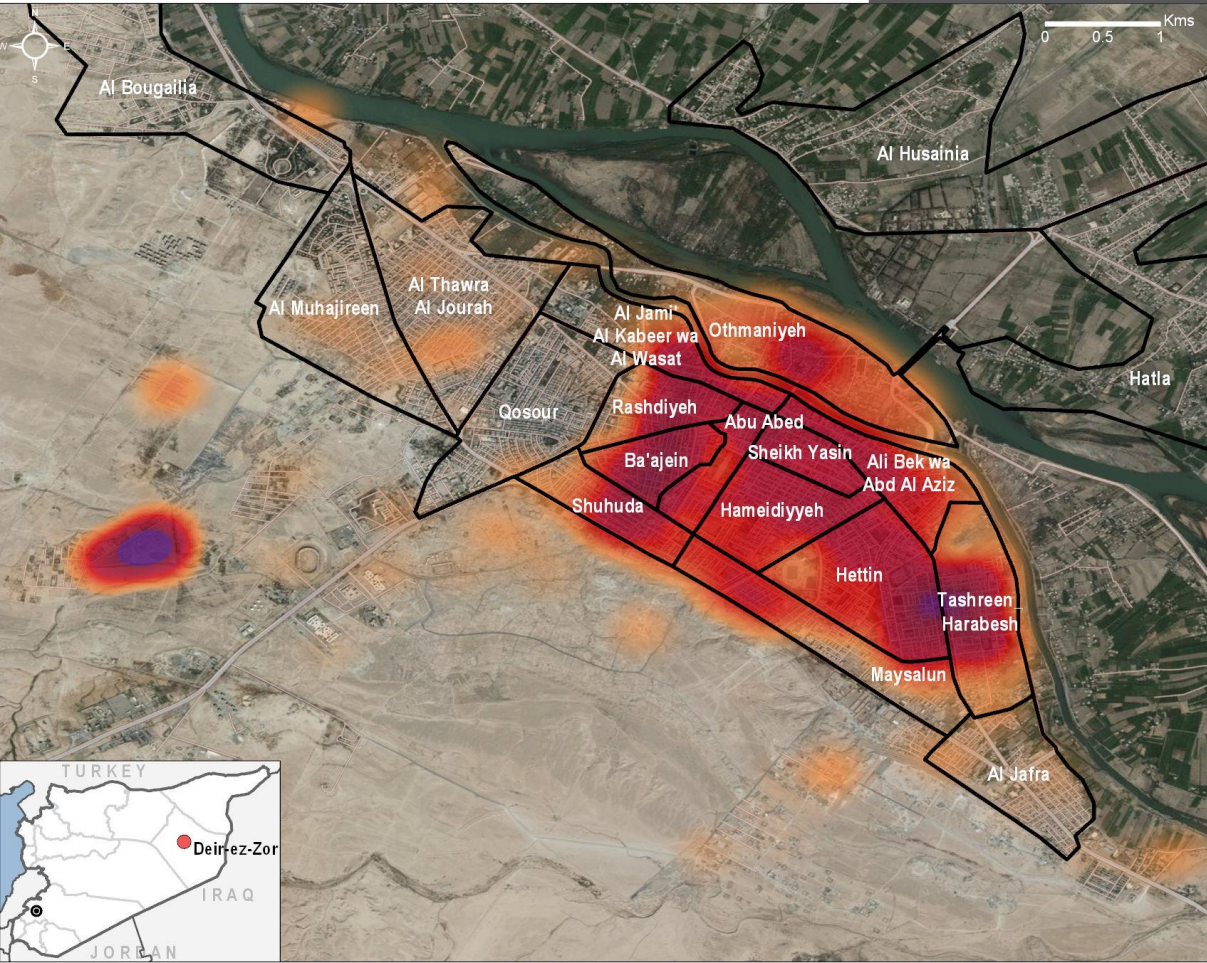 N
W
E
S
Kms
0 0.5 1
Al Bougailia
Al Husainia
Al Thawra
Al Jourah
Al Muhajireen
Al Jami'
Al Kabeer wa
Al Wasat
Othmaniyeh
Hatla
Qosour
Rashdiyeh
Abu Abed
Ba'ajein
Sheikh Yasin
Ali Bek wa
Abd Al Aziz
Shuhuda
Hameidiyyeh
Hettin
Tashreen_
Harabesh
Maysalun
Al Jafra
TURKEY
Deir-ez-Zor
IRAQ
JORDAN